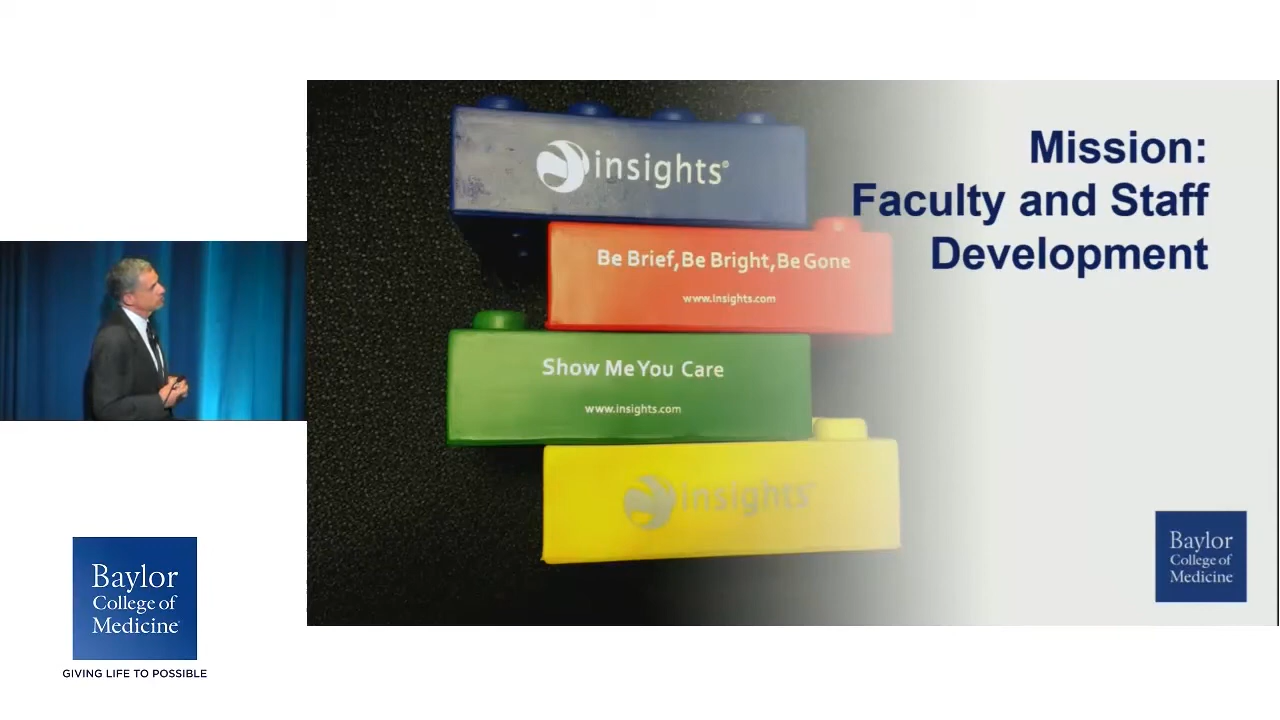 insights®
Be Brief, Be Bright, Be Gone
www.insights.com
Show Me You Care
www.insights.com
insights®
Mission:
Faculty and Staff
Development
Baylor
College of
Medicine
Baylor
College of
Medicine®
GIVING LIFE TO POSSIBLE